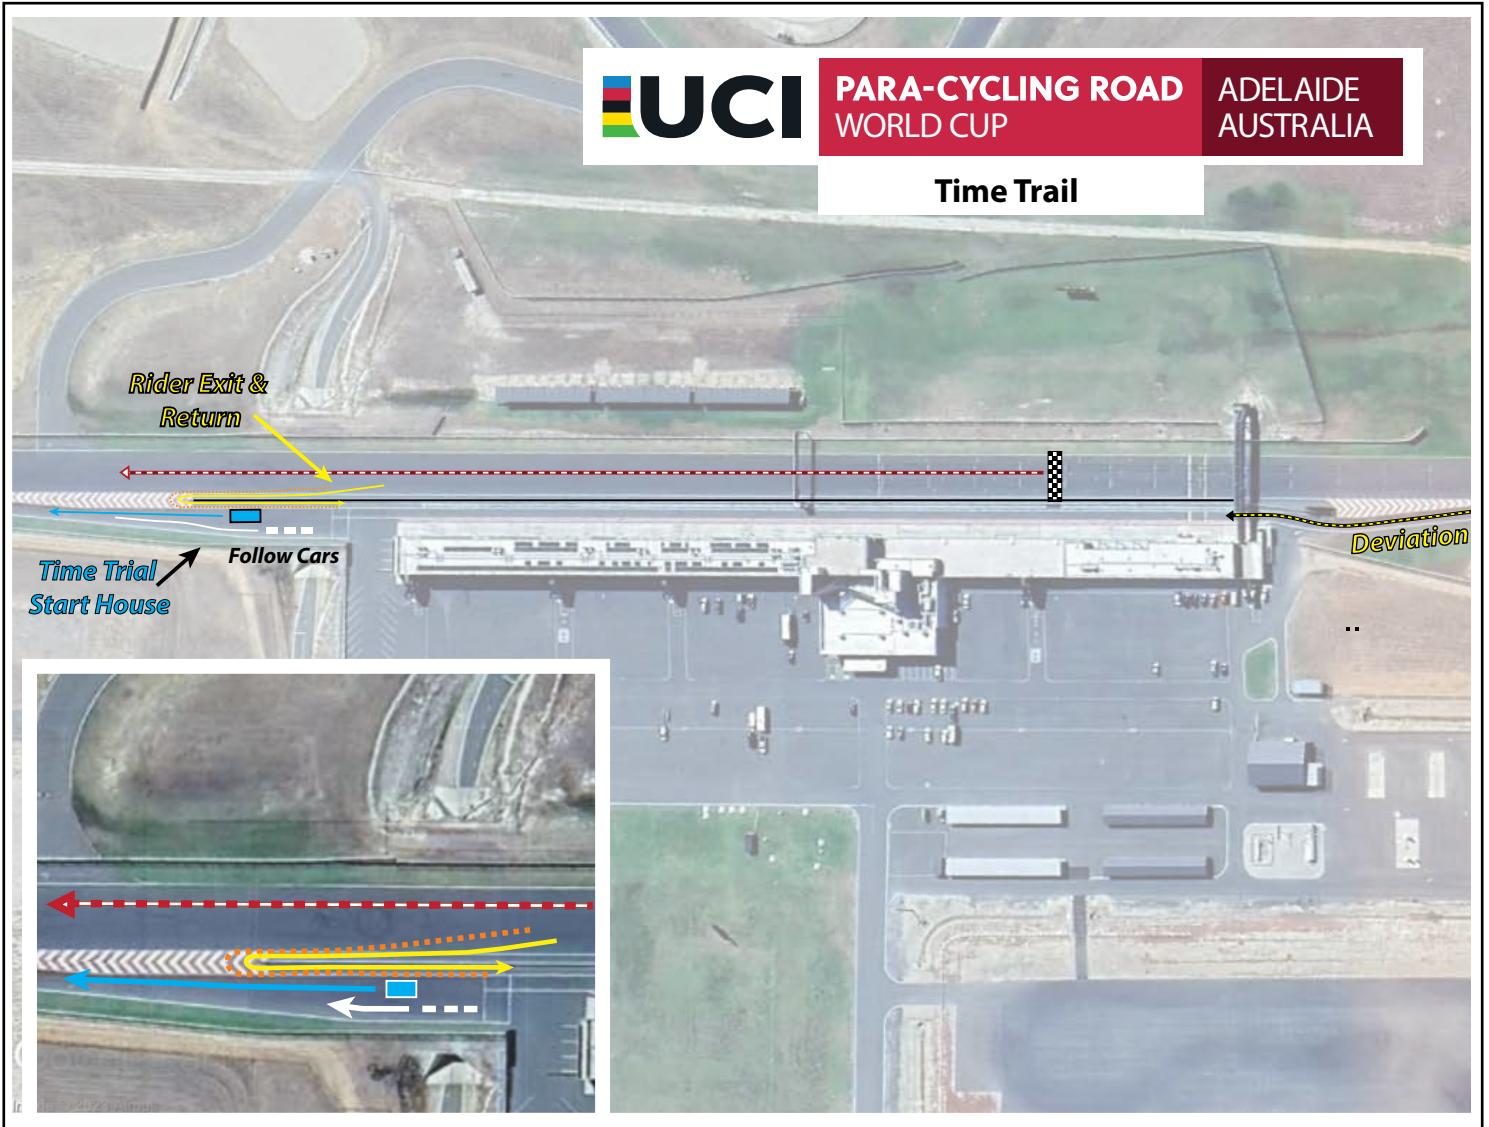 UCI
PARA-CYCLING ROAD
WORLD CUP
ADELAIDE
AUSTRALIA
Time Trail
Rider Exit &
Return
Follow Cars
Time Trial
Start House
Deviation